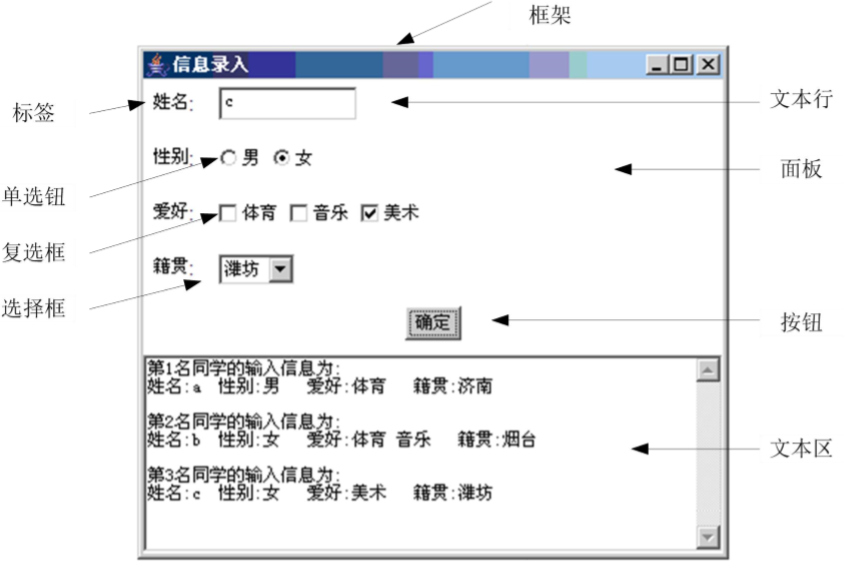 框架
信息录入
标签
姓名:
c
文本行
性别:
男
女
面板
单选钮
爱好:
体育
音乐
美术
复选框
籍贯:
潍坊
选择框
确定
按钮
第1名同学的输入信息为:
姓名:a 性别:男 爱好:体育 籍贯:济南
第2名同学的输入信息为:
姓名:b 性别:女 爱好:体育 音乐 籍贯:烟台
文本区
第3名同学的输入信息为:
姓名:c 性别:女 爱好:美术 籍贯:潍坊